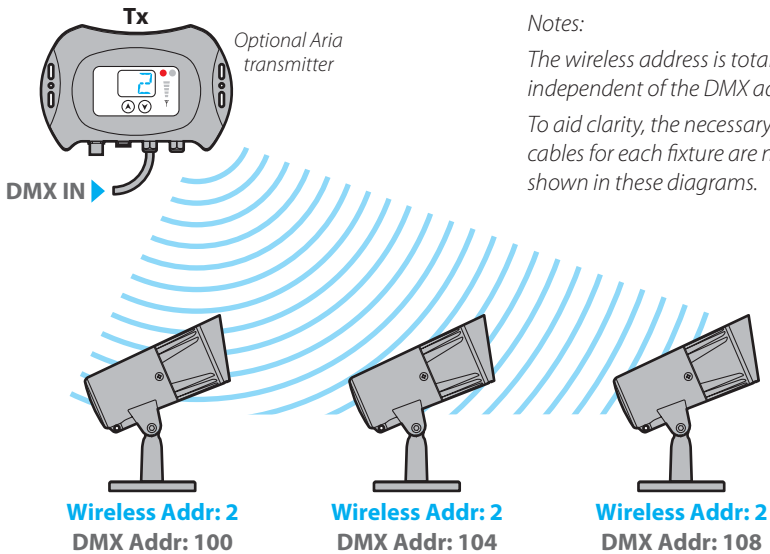 Tx
Optional Aria
transmitter
2
DMX IN
Notes:
The wireless address is
independent of the DMX
To aid clarity, the necessary
cables for each fixture are
shown in these diagrams.
Wireless Addr: 2
DMX Addr: 100
Wireless Addr: 2
DMX Addr: 104
Wireless Addr: 2
DMX Addr: 108